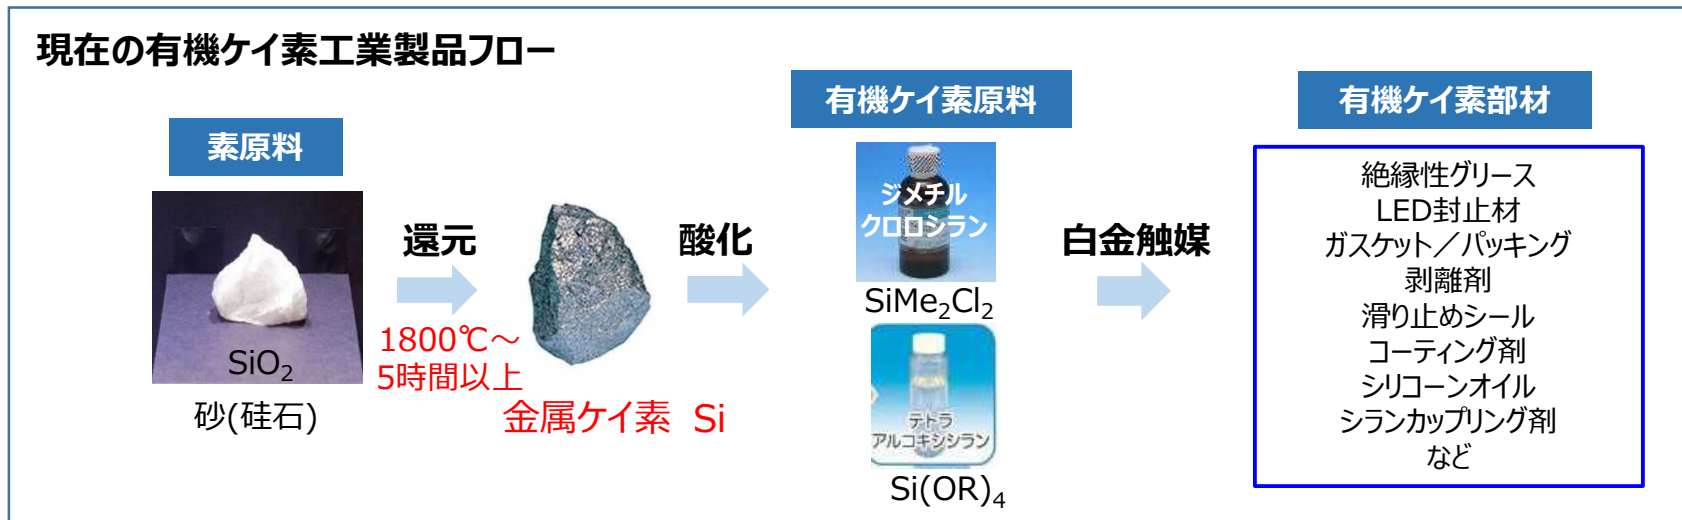 現在の有機ケイ素工業製品フロー
素原料
SiO₂
砂(硅石)
還元
1800℃～
5時間以上
金属ケイ素 Si
酸化
有機ケイ素原料
ジメチル
クロロシラン
SiMe₂Cl₂
テトラ
アルコキシシラン
Si(OR)₄
白金触媒
有機ケイ素部材
絶縁性グリース
LED封止材
ガスケット／パッキング
剥離剤
滑り止めシール
コーティング剤
シリコーンオイル
シランカップリング剤
など